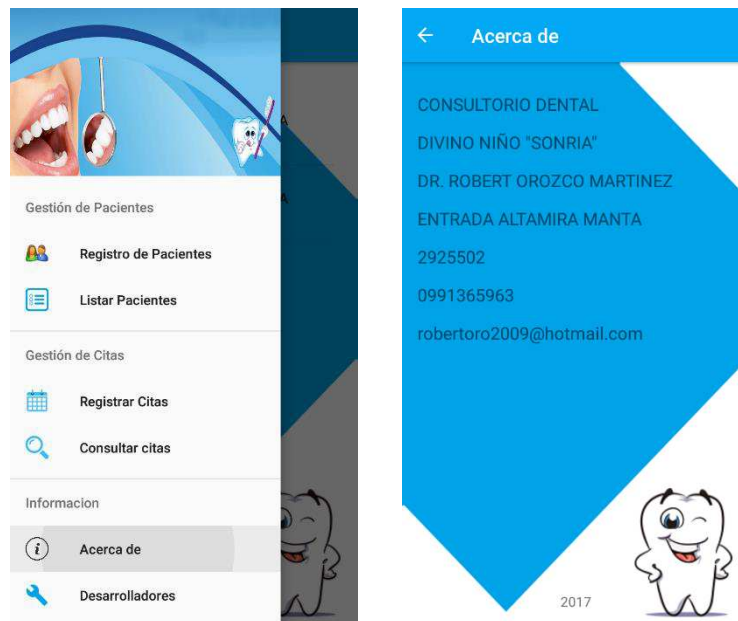 Gestión de Pacientes
Registro de Pacientes
Listar Pacientes
Gestión de Citas
Registrar Citas
Consultar citas
Informacion
i
Acerca de
Desarrolladores
A
A
Acerca de
CONSULTORIO DENTAL
DIVINO NIÑO "SONRIA"
DR. ROBERT OROZCO MARTINEZ
ENTRADA ALTAMIRA MANTA
2925502
0991365963
robertoro2009@hotmail.com
2017